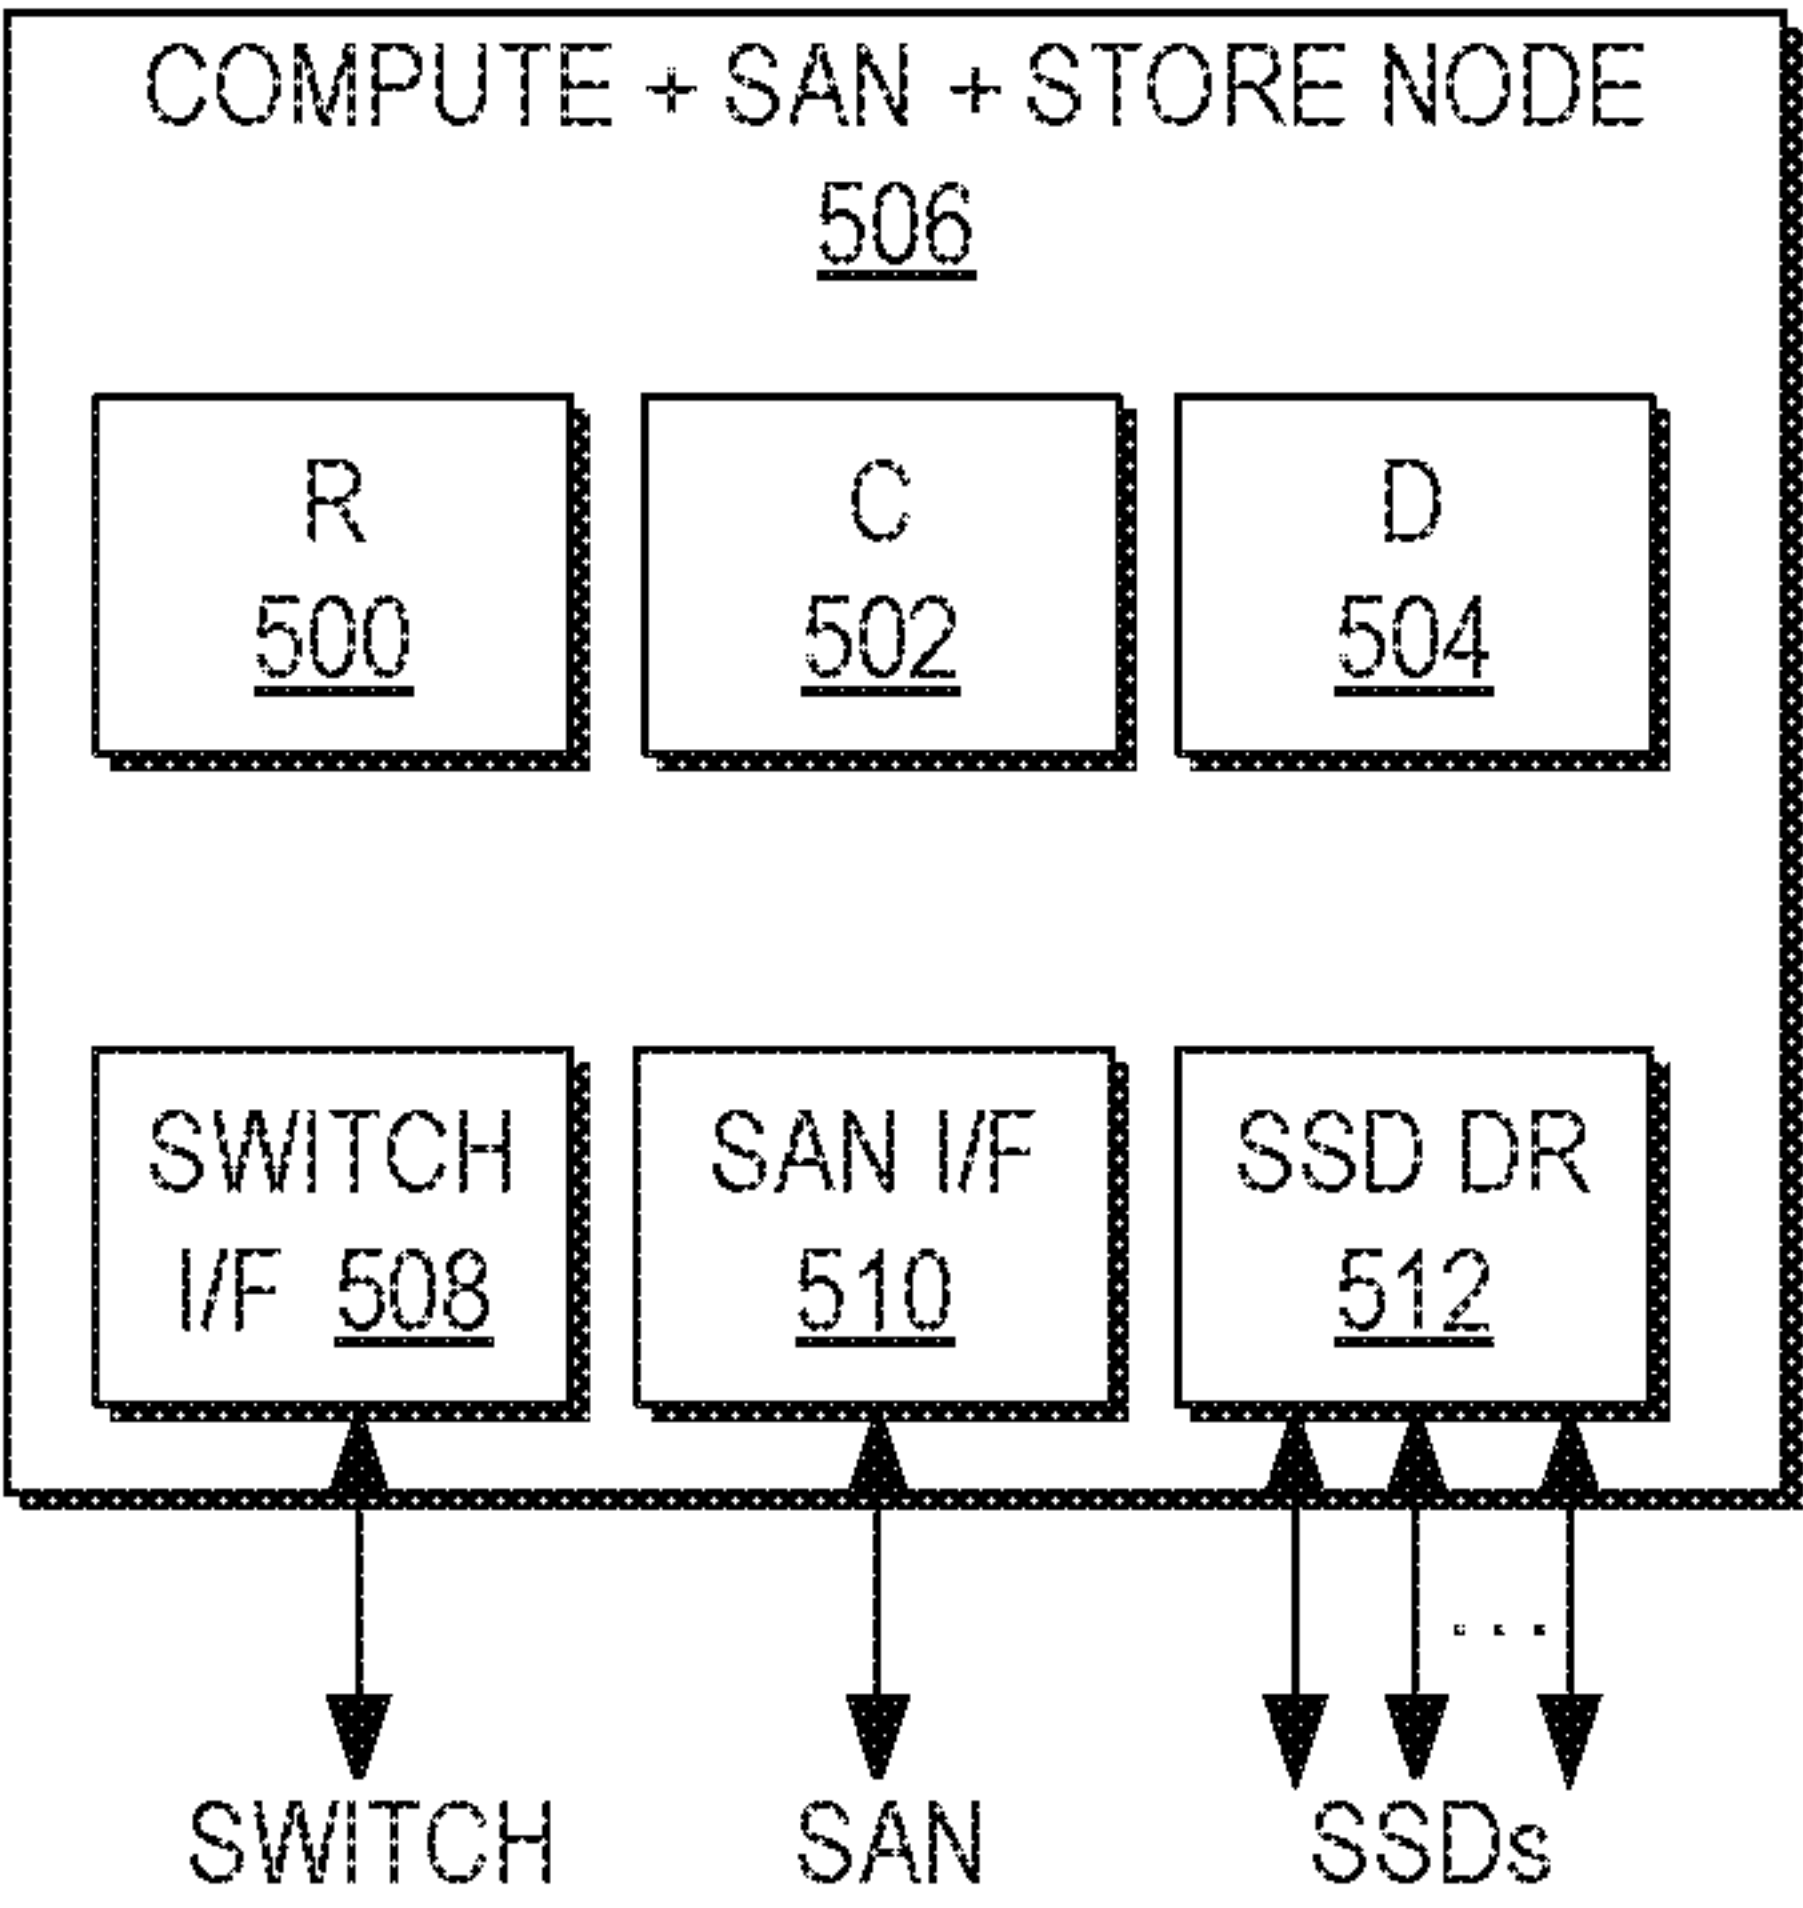 COMPUTE + SAN + STORE NODE
506
R
500
C
502
D
504
SWITCH
I/F 508
SAN I/F
510
SSD DR
512
. . .
SWITCH
SAN
SSDs